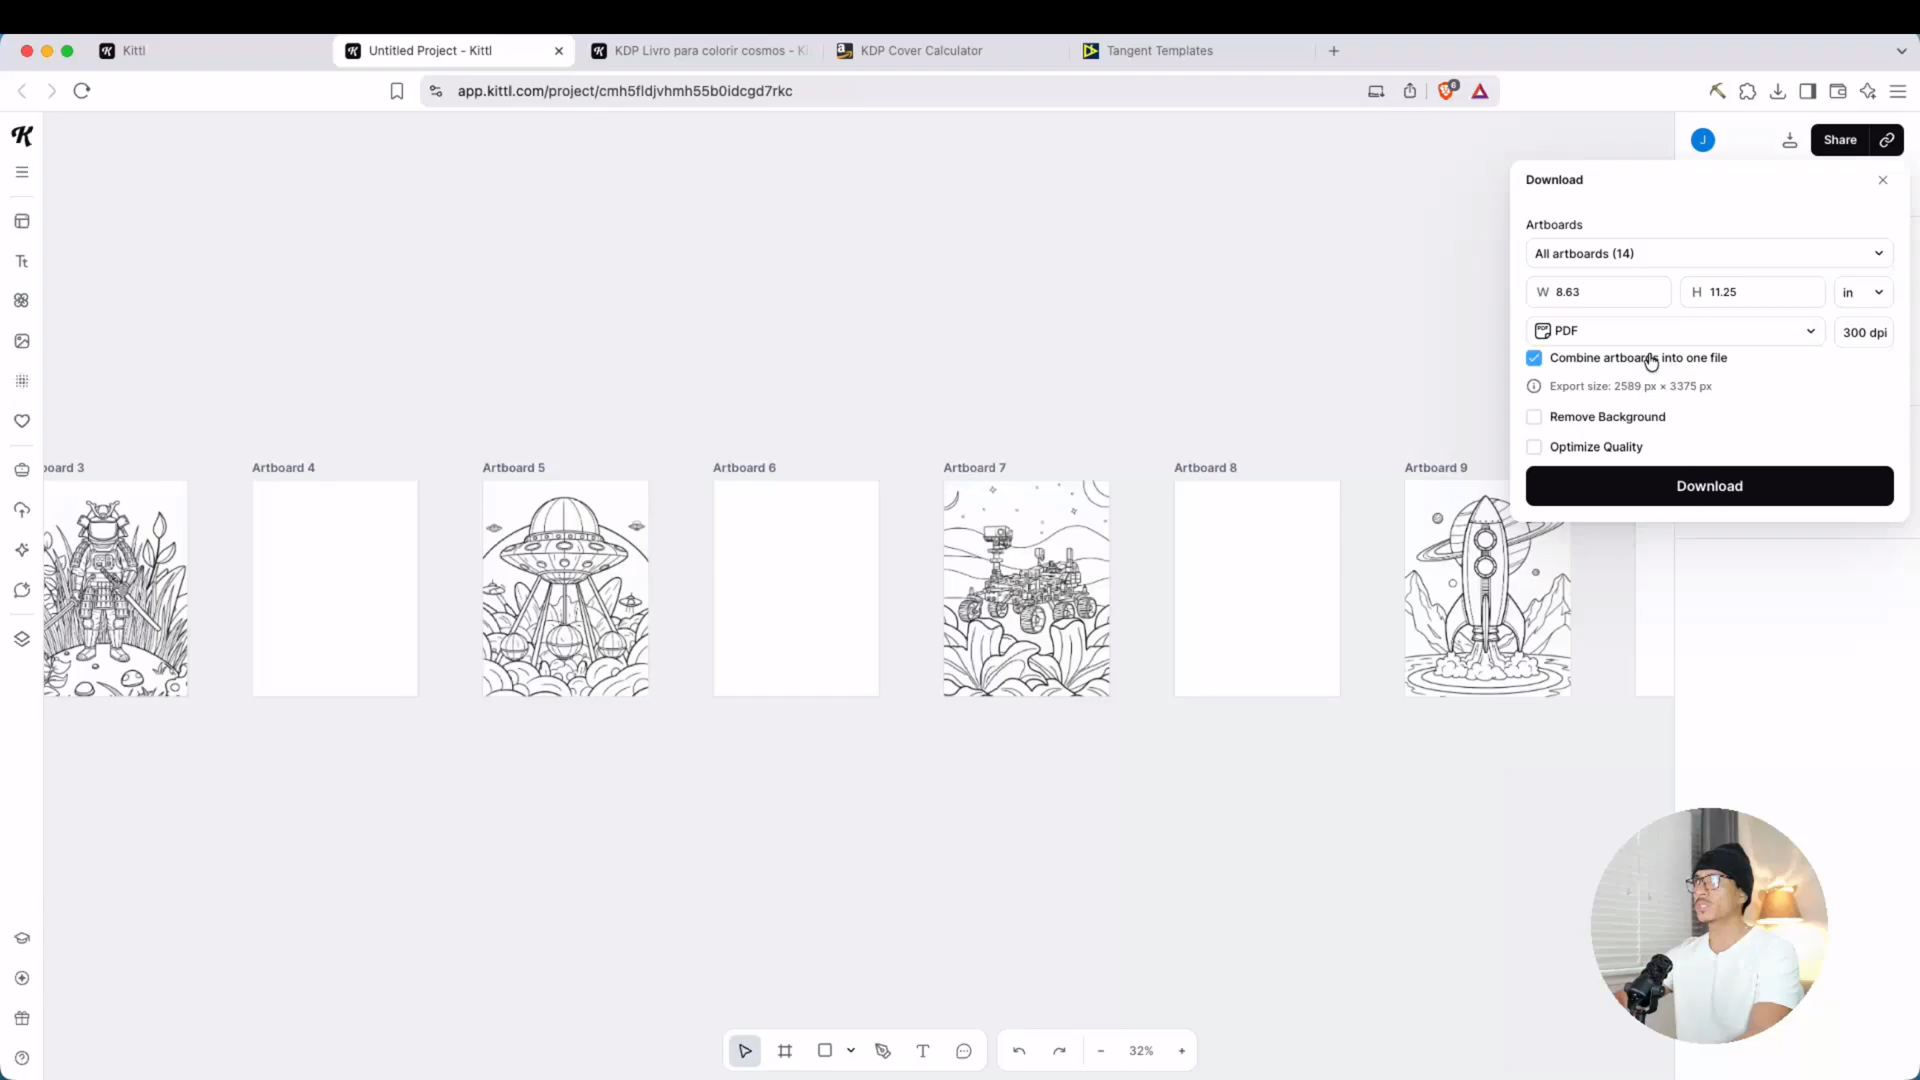 Kittl
Untitled Project - Kittl
KDP Livro para colorir cosmos - K
KDP Cover Calculator
Tangent Templates
app.kittl.com/project/cmh5fldjvhmh55b0idcgd7rkc
6
J
Share
Download
Artboards
All artboards (14)
W 8.63
H 11.25
in
PDF
300 dpi
Combine artboards into one file
Export size: 2589 px × 3375 px
Remove Background
Optimize Quality
Download
board 3
Artboard 4
Artboard 5
Artboard 6
Artboard 7
Artboard 8
Artboard 9
Tt
32%